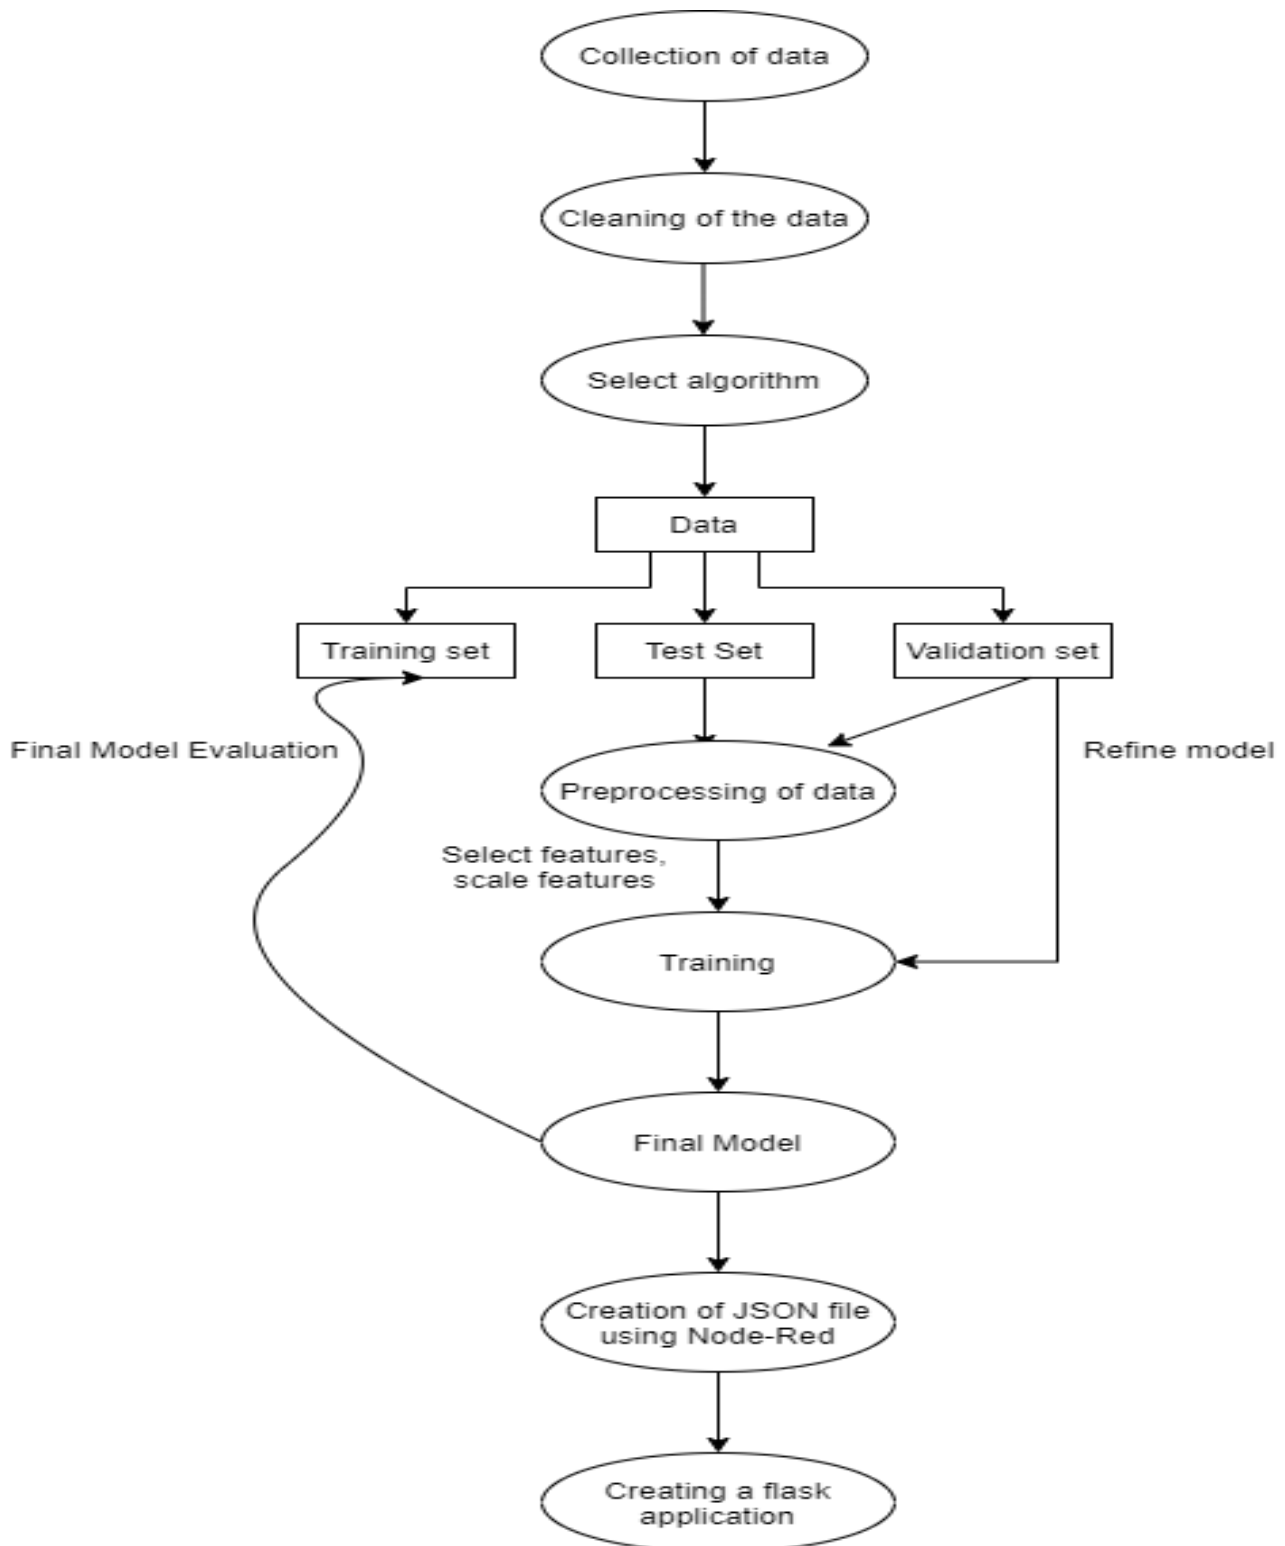 Collection of data
Cleaning of the data
Select algorithm
Data
Training set
Test Set
Validation set
Final Model Evaluation
Refine model
Preprocessing of data
Select features,
scale features
Training
Final Model
Creation of JSON file
using Node-Red
Creating a flask
application